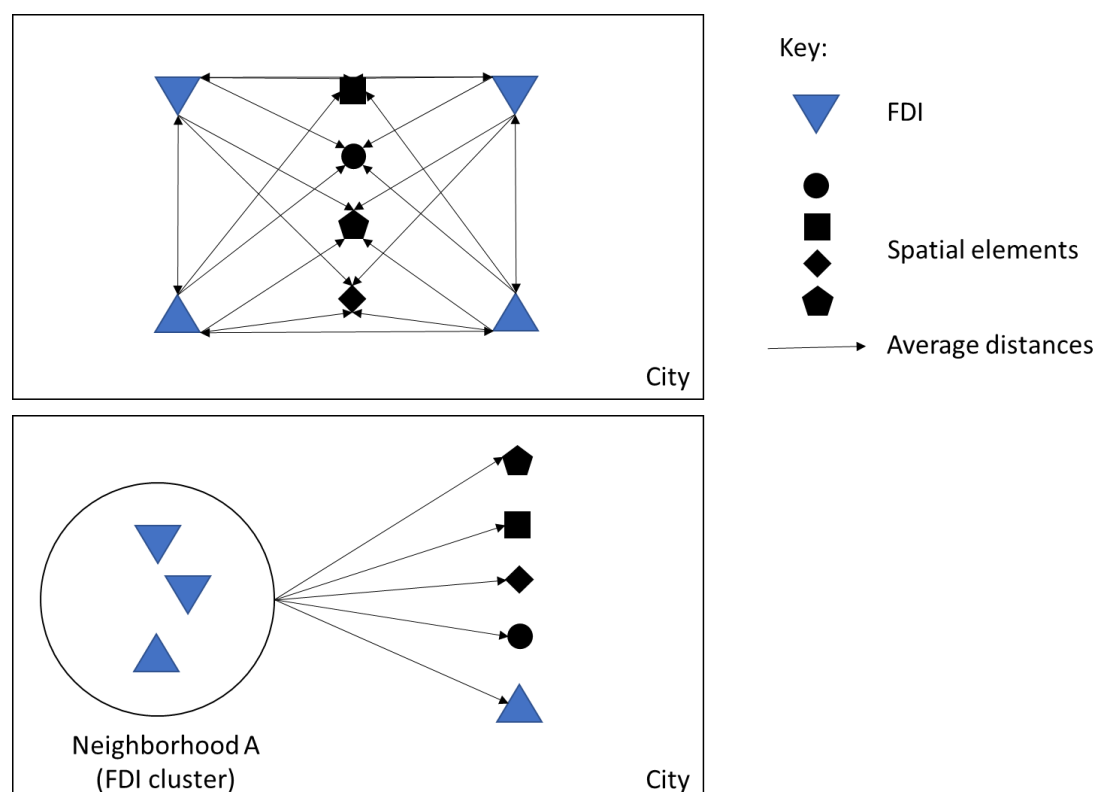 Key:
FDI
Spatial elements
Average distances
City
Neighborhood A
(FDI cluster)
City